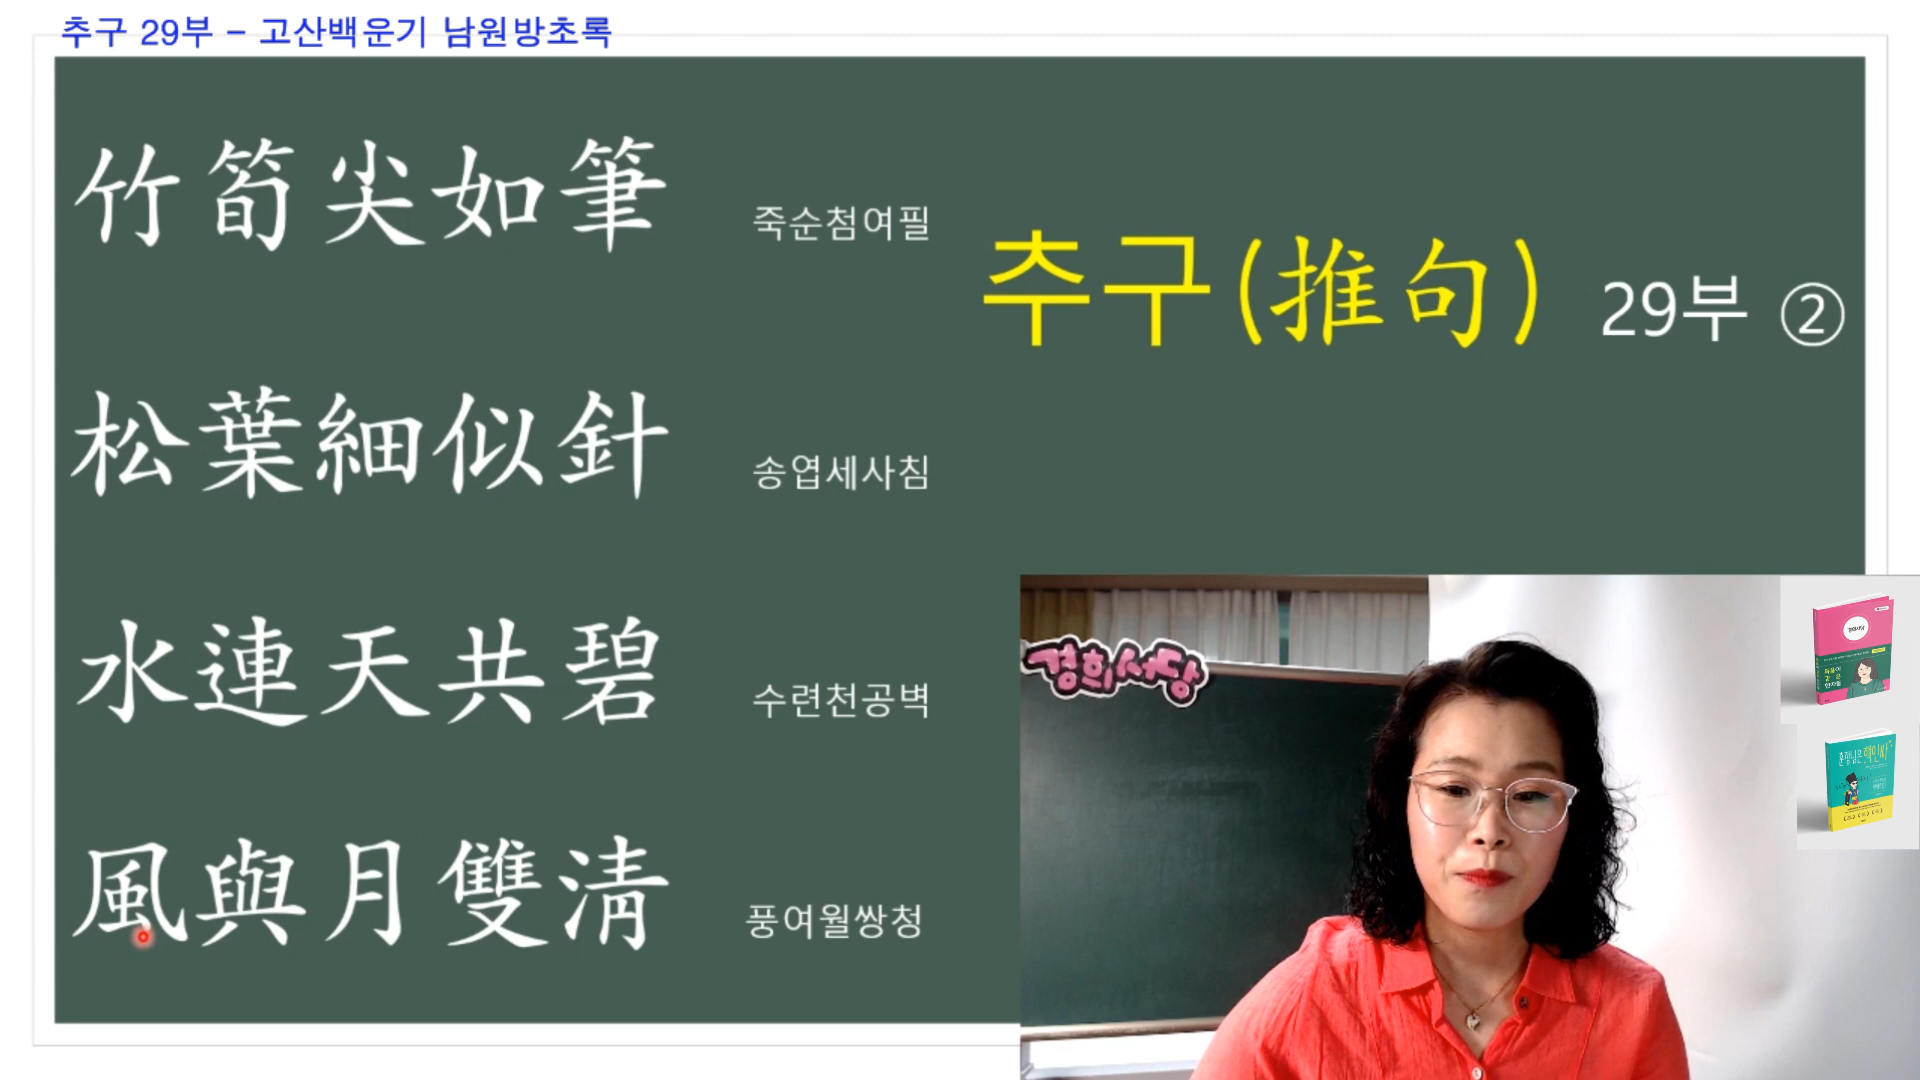 추구 29부 – 고산백운기 남원방초록
竹筍尖如筆 죽순첨여필
추구(推句) 29부 ②
松葉細似針 송엽세사침
水連天共碧 수련천공벽
風與月雙淸 풍여월쌍청
경희서당